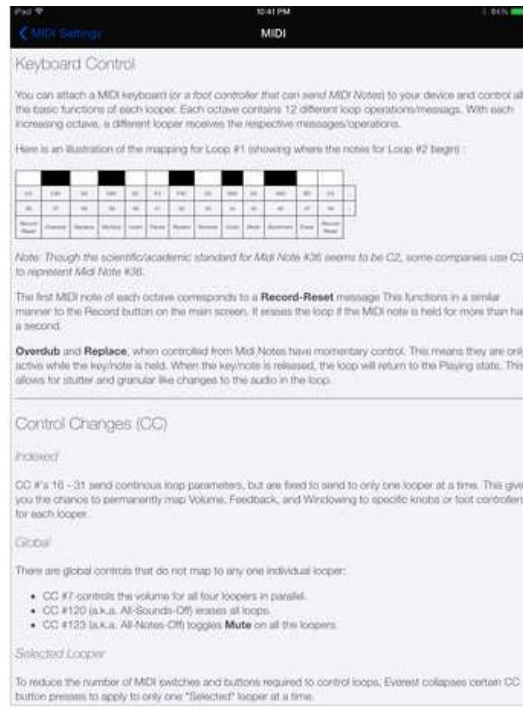 iPad 10:41 PM 84%
MIDI Settings MIDI
Keyboard Control
You can attach a MIDI keyboard (or a foot controller that can send MIDI Notes) to your device and control all
the basic functions of each looper. Each octave contains 12 different loop operations/messags. With each
increasing octave, a different looper receives the respective messages/operations.
Here is an illustration of the mapping for Loop #1 (showing where the notes for Loop #2 begin) :
Note: Though the scientific/academic standard for Midi Note #36 seems to be C2, some companies use C3
to represent Midi Note #36.
The first MIDI note of each octave corresponds to a Record-Reset message This functions in a similar
manner to the Record button on the main screen. It erases the loop if the MIDI note is held for more than ha
a second.
Overdub and Replace, when controlled from Midi Notes have momentary control. This means they are only
active while the key/note is held. When the key/note is released, the loop will return to the Playing state. This
allows for stutter and granular like changes to the audio in the loop.
Control Changes (CC)
Indexed
CC #'s 16 - 31 send continous loop parameters, but are fixed to send to only one looper at a time. This give
you the chance to permanently map Volume, Feedback, and Windowing to specific knobs or foot controllers
for each looper.
Global
There are global controls that do not map to any one individual looper:
• CC #7 controls the volume for all four loopers in parallel.
• CC #120 (a.k.a. All-Sounds-Off) erases all loops.
• CC #123 (a.k.a. All-Notes-Off) toggles Mute on all the loopers.
Selected Looper
To reduce the number of MIDI switches and buttons required to control loops, Everest collapses certain CC
button presses to apply to only one "Selected" looper at a time.